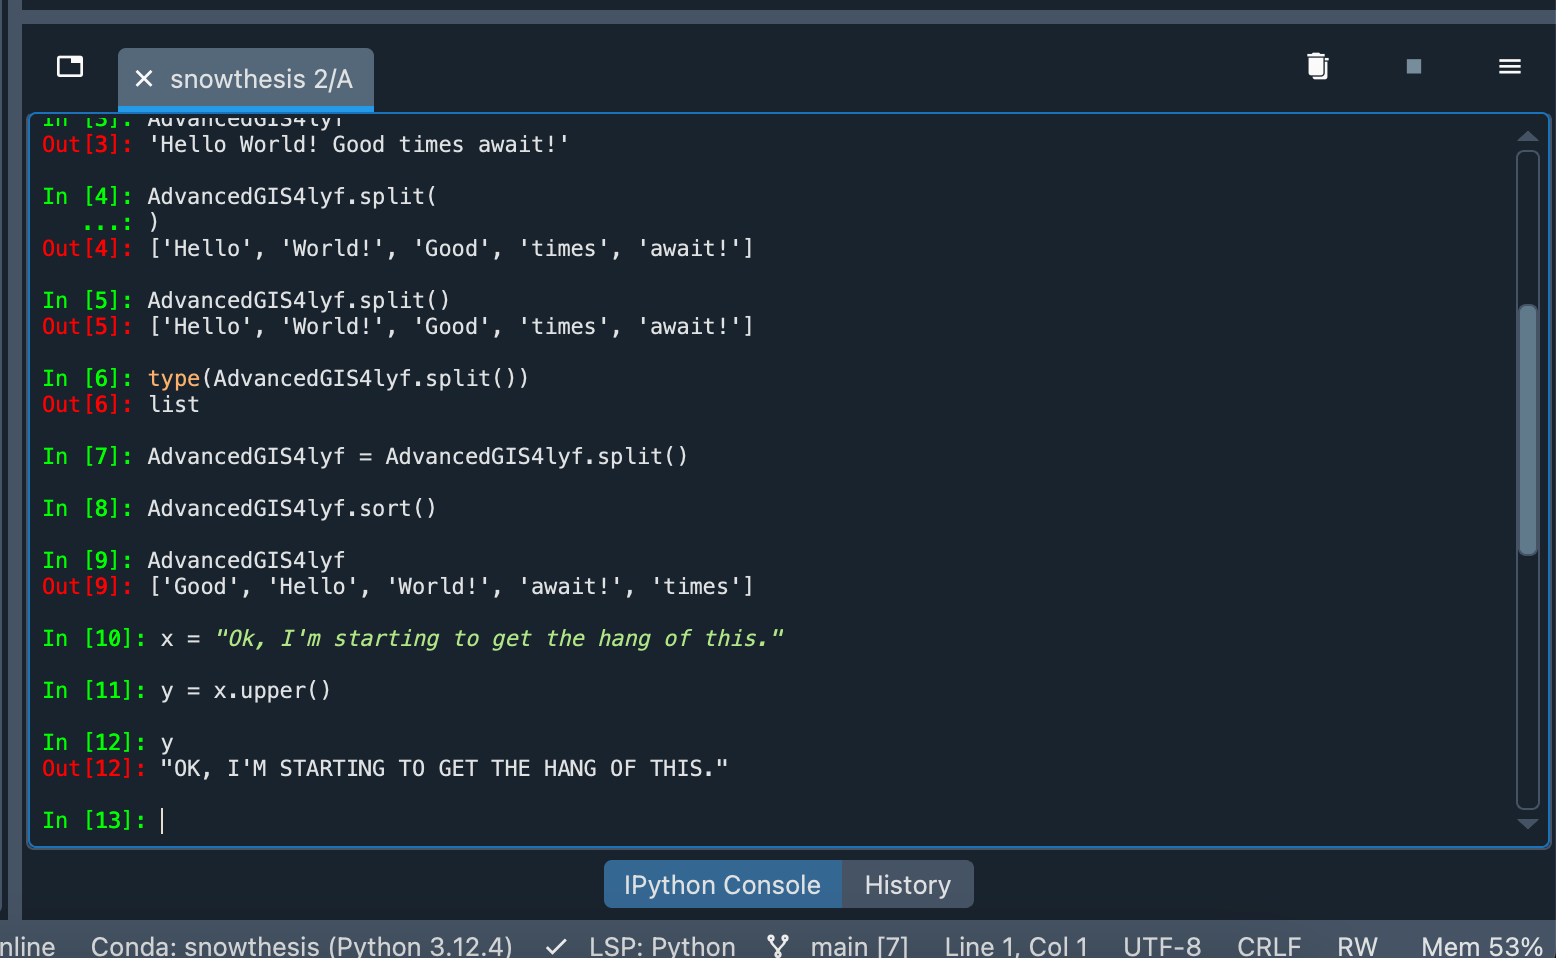 snowthesis 2/A
In [3]: AdvancedGIS4lyf
Out[3]: 'Hello World! Good times await!'
In [4]: AdvancedGIS4lyf.split(
...: )
Out[4]: ['Hello', 'World!', 'Good', 'times', 'await!']
In [5]: AdvancedGIS4lyf.split()
Out[5]: ['Hello', 'World!', 'Good', 'times', 'await!']
In [6]: type(AdvancedGIS4lyf.split())
Out[6]: list
In [7]: AdvancedGIS4lyf = AdvancedGIS4lyf.split()
In [8]: AdvancedGIS4lyf.sort()
In [9]: AdvancedGIS4lyf
Out[9]: ['Good', 'Hello', 'World!', 'await!', 'times']
In [10]: x = "Ok, I'm starting to get the hang of this."
In [11]: y = x.upper()
In [12]: y
Out[12]: "OK, I'M STARTING TO GET THE HANG OF THIS."
In [13]:
IPython Console History
nline Conda: snowthesis (Python 3.12.4) ✓ LSP: Python main [7] Line 1, Col 1 UTF-8 CRLF RW Mem 53%